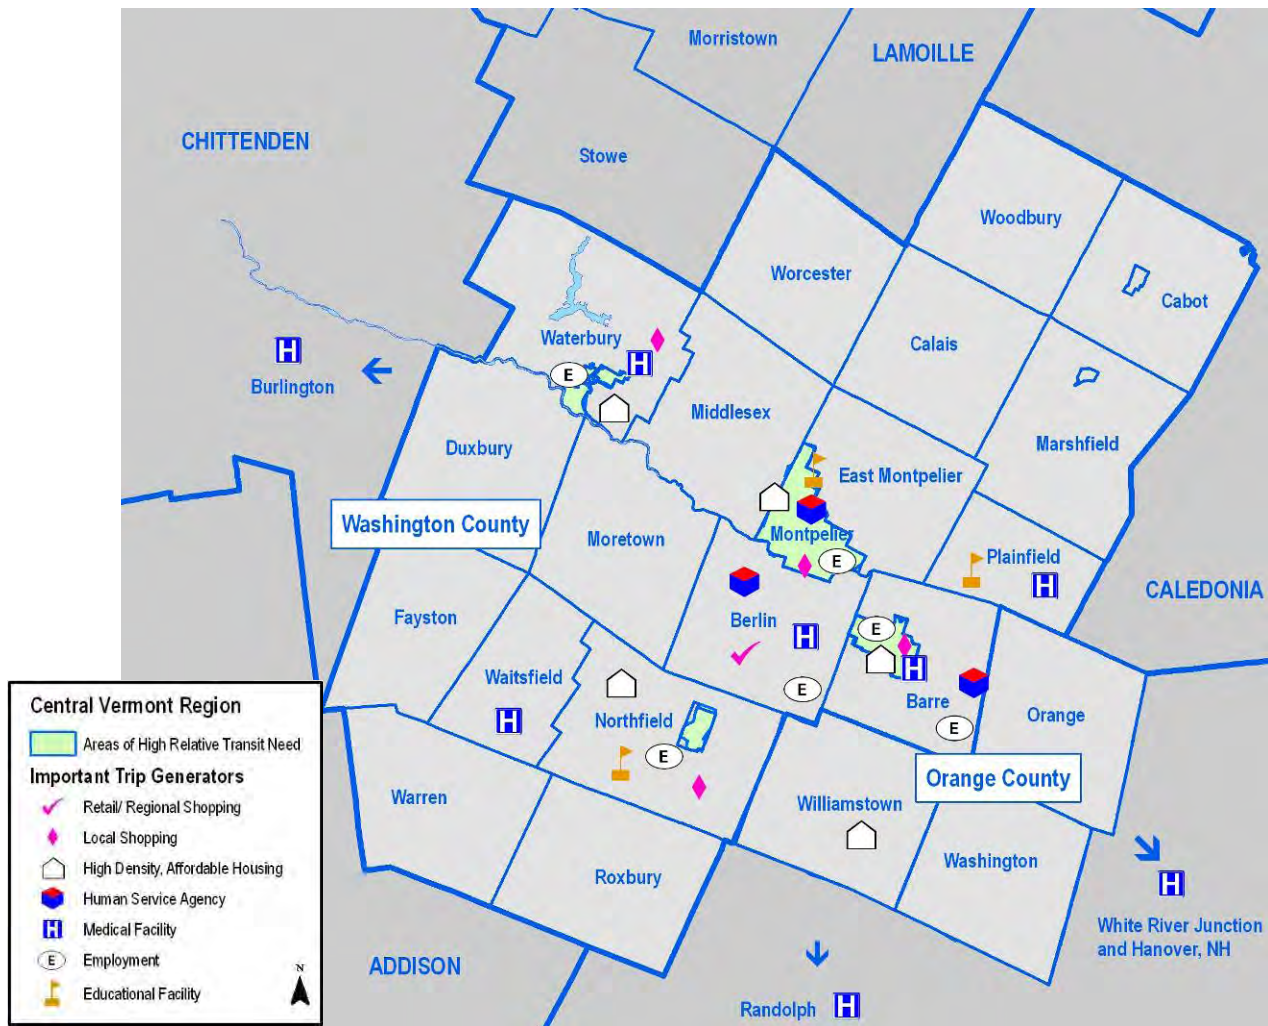 Morristown
LAMOILLE
CHITTENDEN
Stowe
Woodbury
Worcester
Cabot
Waterbury
H
Calais
H
E
Burlington
Middlesex
Duxbury
Marshfield
East Montpelier
Washington County
Montpelier
Moretown
E
Plainfield
H
CALEDONIA
Fayston
Berlin
E
H
H
Waitsfield
E
Barre
Orange
H
Northfield
E
E
Orange County
Warren
Williamstown
Washington
Roxbury
H
White River Junction
and Hanover, NH
ADDISON
Randolph
H
Central Vermont Region
Areas of High Relative Transit Need
Important Trip Generators
Retail/ Regional Shopping
Local Shopping
High Density, Affordable Housing
Human Service Agency
H
Medical Facility
E
Employment
Educational Facility
N